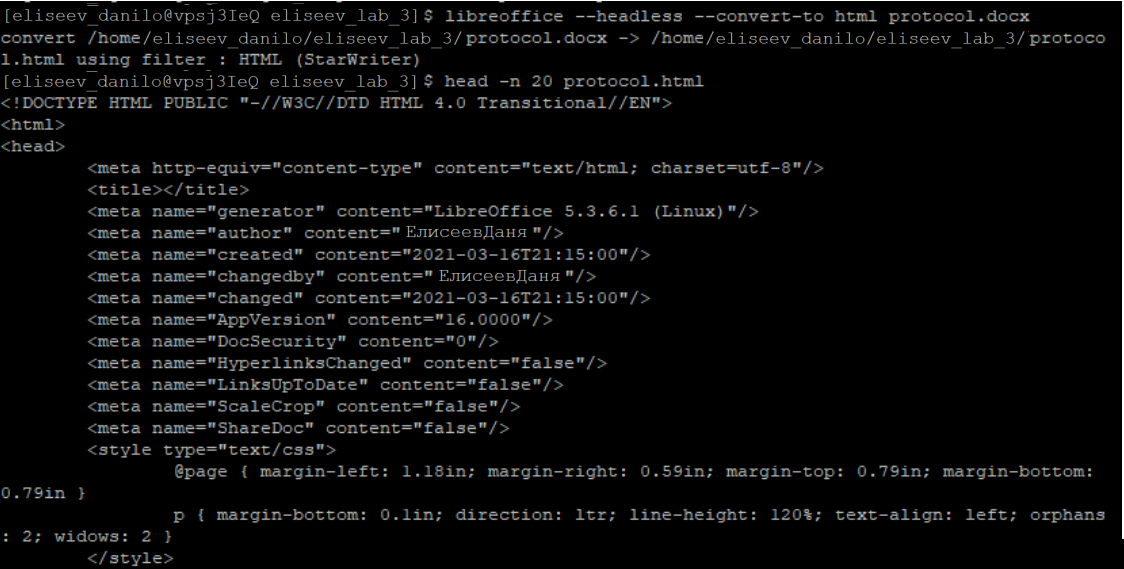 [eliseev_danilo@vpsj3IeQ eliseev_lab_3]$ libreoffice --headless --convert-to html protocol.docx
convert /home/eliseev_danilo/eliseev_lab_3/protocol.docx -> /home/eliseev_danilo/eliseev_lab_3/protoco
l.html using filter : HTML (StarWriter)
[eliseev_danilo@vpsj3IeQ eliseev_lab_3]$ head -n 20 protocol.html
<!DOCTYPE HTML PUBLIC "-//W3C//DTD HTML 4.0 Transitional//EN">
<html>
<head>
	<meta http-equiv="content-type" content="text/html; charset=utf-8"/>
	<title></title>
	<meta name="generator" content="LibreOffice 5.3.6.1 (Linux)"/>
	<meta name="author" content="ЕлисеевДаня"/>
	<meta name="created" content="2021-03-16T21:15:00"/>
	<meta name="changedby" content="ЕлисеевДаня"/>
	<meta name="changed" content="2021-03-16T21:15:00"/>
	<meta name="AppVersion" content="16.0000"/>
	<meta name="DocSecurity" content="0"/>
	<meta name="HyperlinksChanged" content="false"/>
	<meta name="LinksUpToDate" content="false"/>
	<meta name="ScaleCrop" content="false"/>
	<meta name="ShareDoc" content="false"/>
	<style type="text/css">
		@page { margin-left: 1.18in; margin-right: 0.59in; margin-top: 0.79in; margin-bottom:
0.79in }
		p { margin-bottom: 0.1in; direction: ltr; line-height: 120%; text-align: left; orphans
: 2; widows: 2 }
	</style>